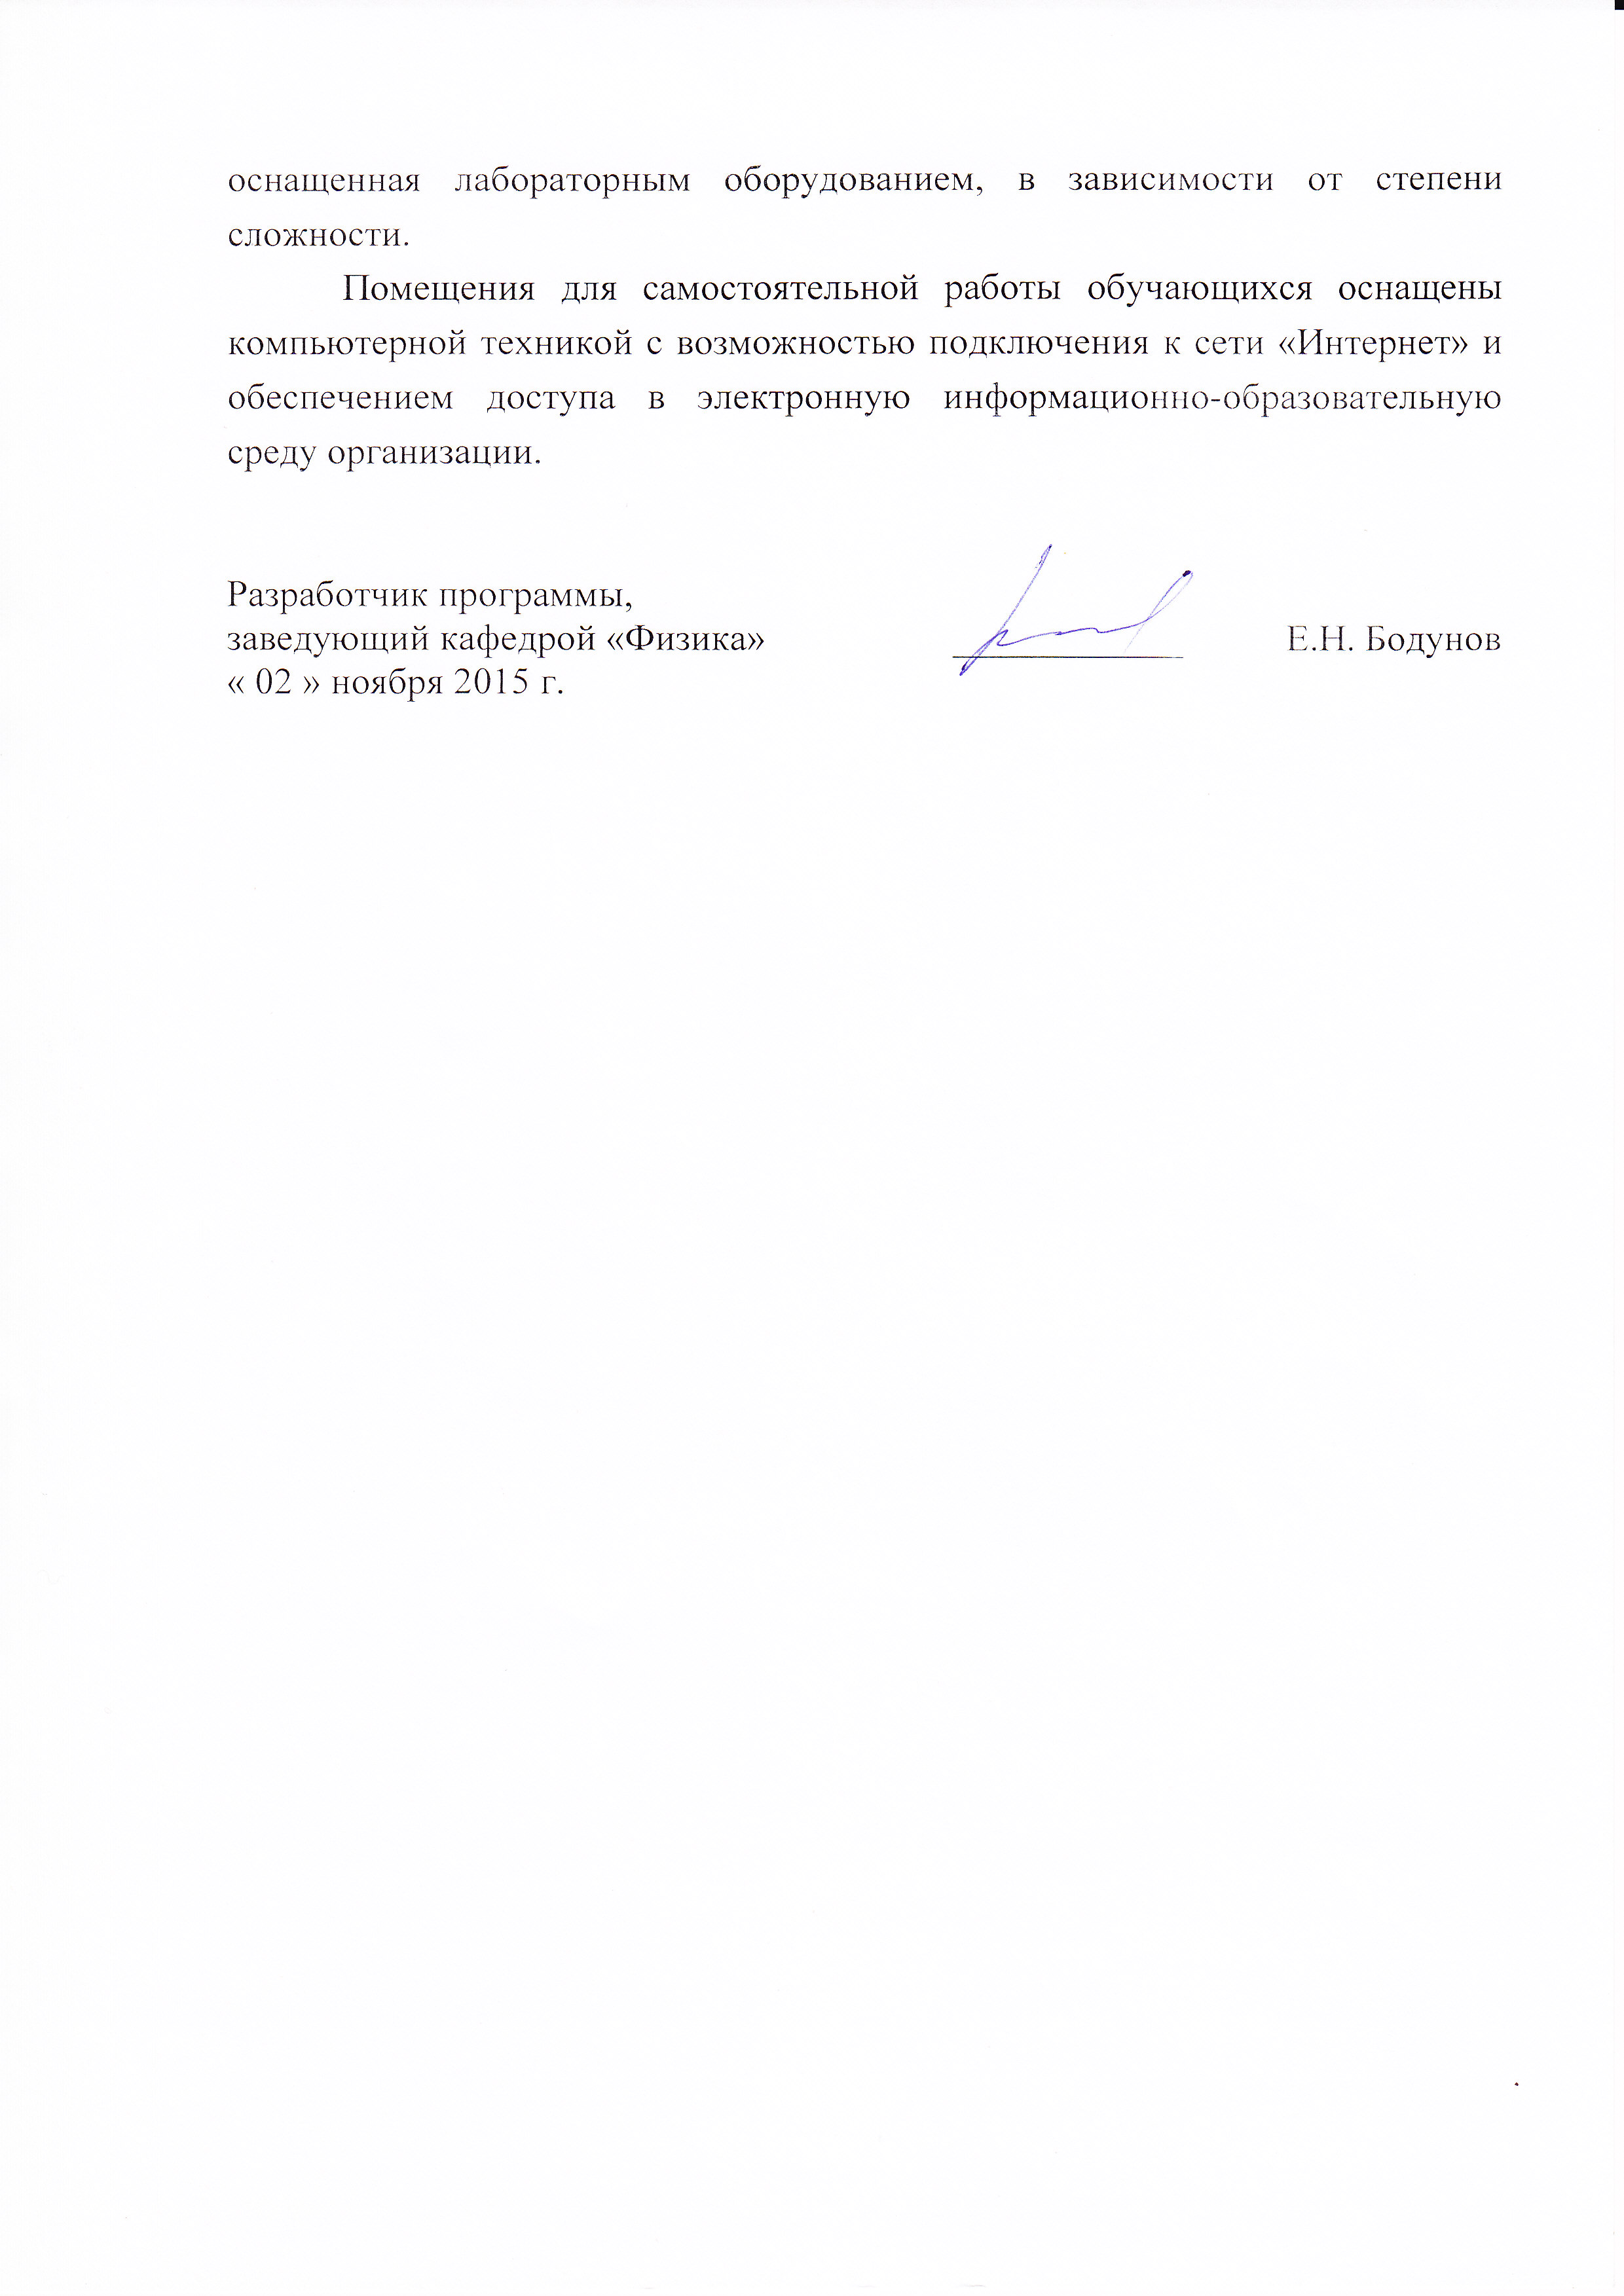 оснащенная лабораторным оборудованием, в зависимости от степени
сложности.
Помещения для самостоятельной работы обучающихся оснащены
компьютерной техникой с возможностью подключения к сети «Интернет» и
обеспечением доступа в электронную информационно-образовательную
среду организации.
Разработчик программы,
заведующий кафедрой «Физика» Е.Н. Бодунов
« 02 » ноября 2015 г.